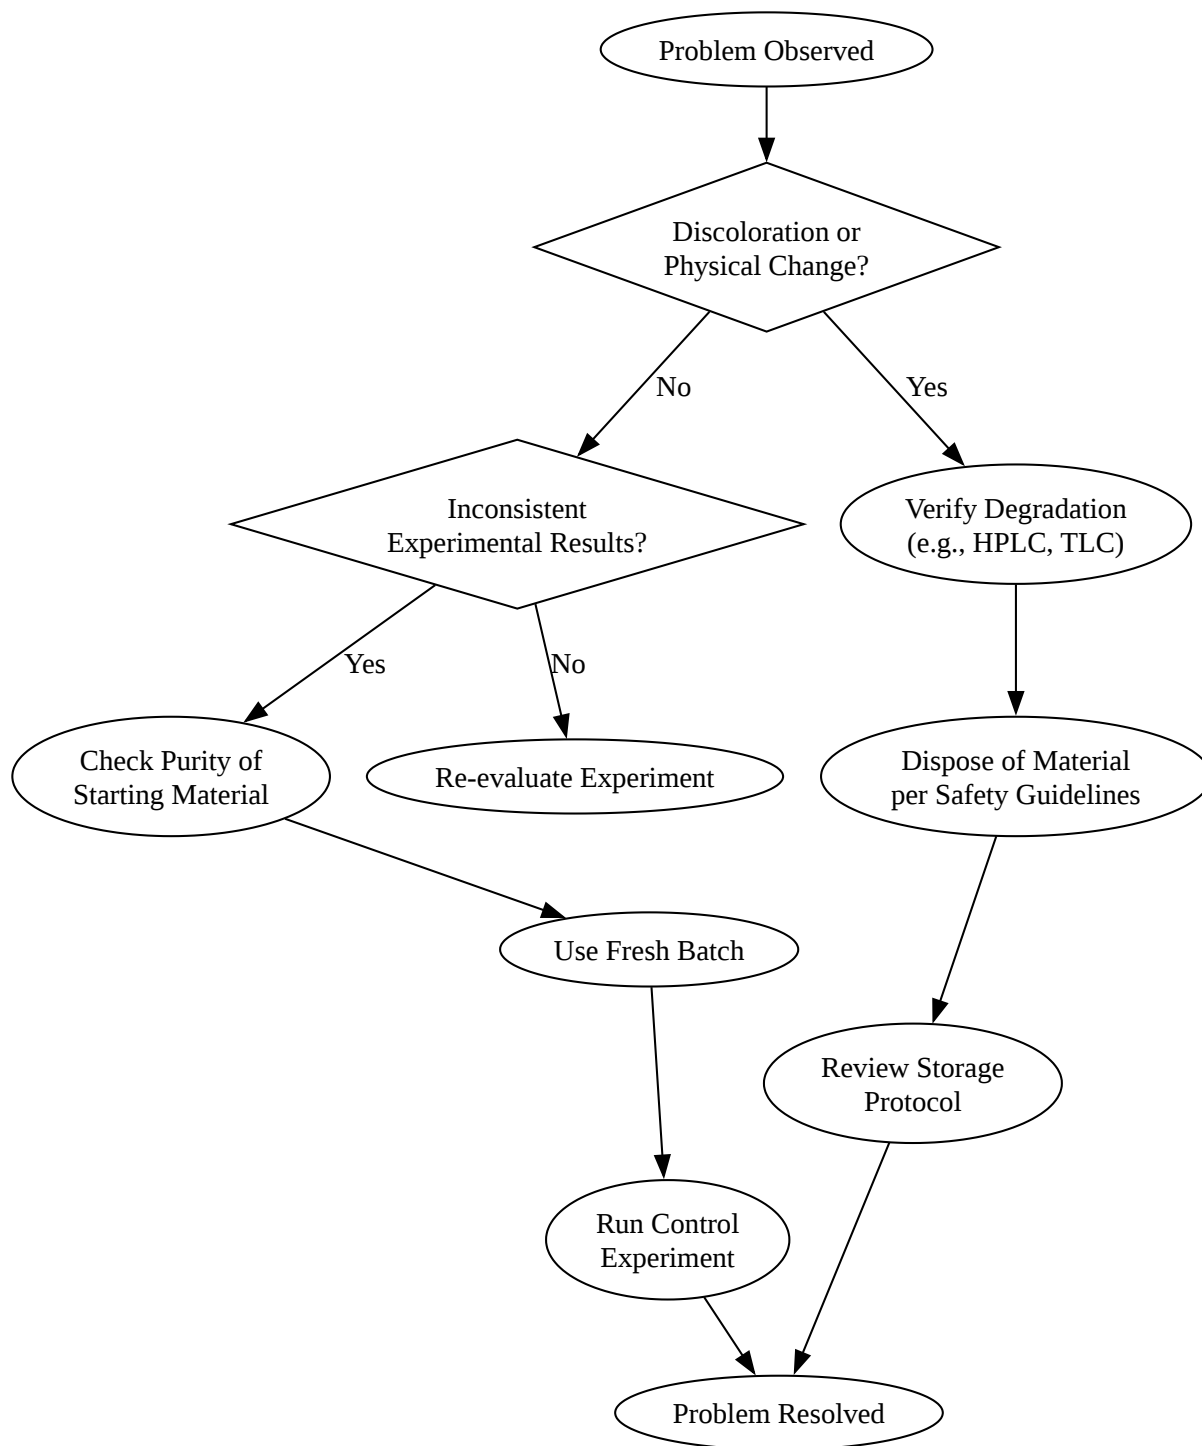 Problem Observed
Discoloration or
Physical Change?
No
Yes
Inconsistent
Experimental Results?
Verify Degradation
(e.g., HPLC, TLC)
Yes
No
Check Purity of
Starting Material
Re-evaluate Experiment
Dispose of Material
per Safety Guidelines
Use Fresh Batch
Review Storage
Protocol
Run Control
Experiment
Problem Resolved